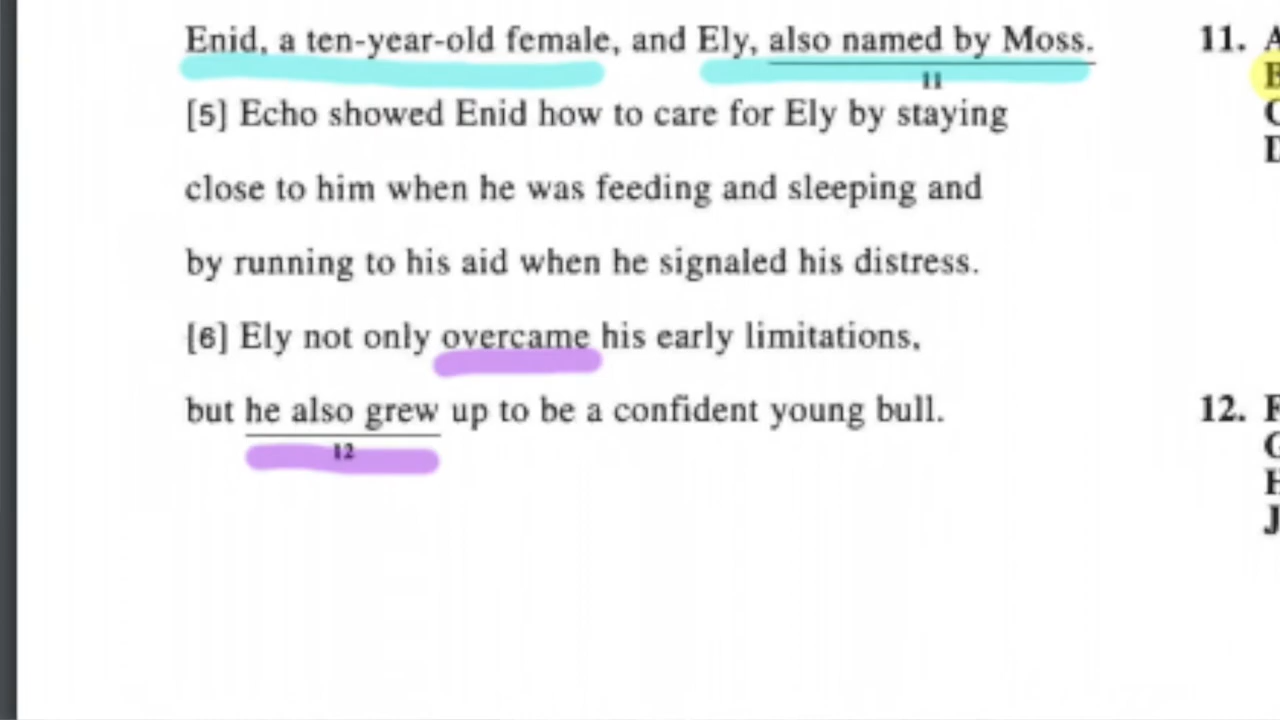 Enid, a ten-year-old female, and Ely, also named by Moss.
11
[5] Echo showed Enid how to care for Ely by staying
close to him when he was feeding and sleeping and
by running to his aid when he signaled his distress.
[6] Ely not only overcame his early limitations,
but he also grew up to be a confident young bull.
12
11. A
B
C
D
12. F
G
H
J